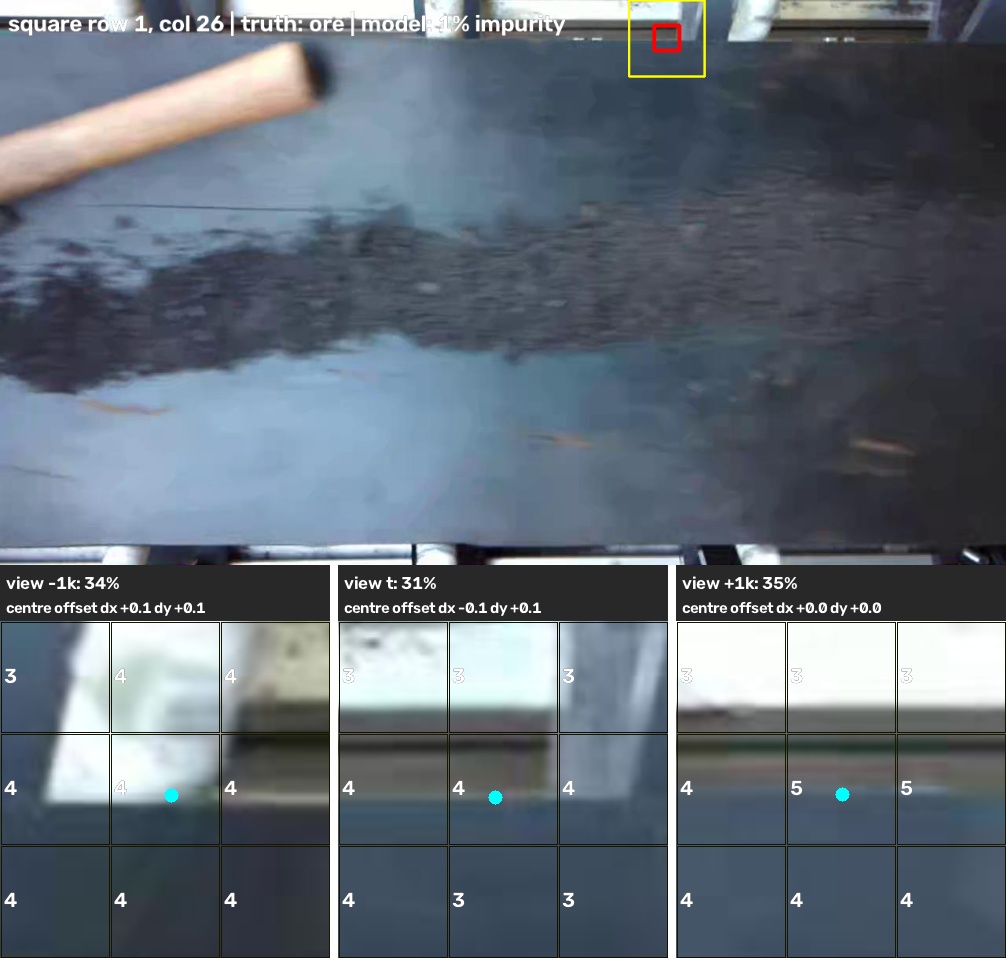 square row 1, col 26 | truth: ore | model: 1% impurity
view -1k: 34%
centre offset dx +0.1 dy +0.1
view t: 31%
centre offset dx -0.1 dy +0.1
view +1k: 35%
centre offset dx +0.0 dy +0.0
3 4 4
3 3 3
3 3 3
4 4 4
4 4 4
4 5 5
4 4 4
4 3 3
4 4 4